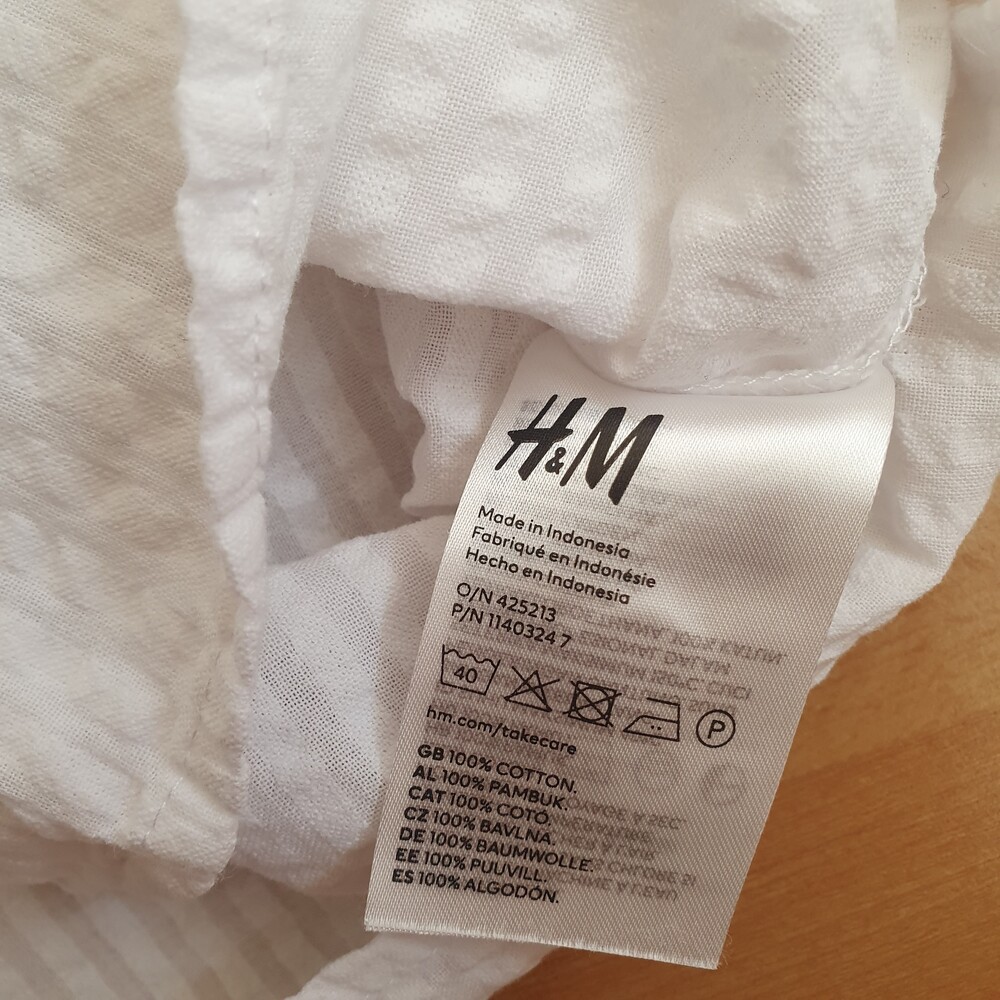 H&M
Made in Indonesia
Fabriqué en Indonésie
Hecho en Indonesia
O/N 425213
P/N 1140324 7
40
P
hm.com/takecare
GB 100% COTTON.
AL 100% PAMBUK.
CAT 100% COTÓ.
CZ 100% BAVLNA.
DE 100% BAUMWOLLE.
EE 100% PUUVILL.
ES 100% ALGODÓN.